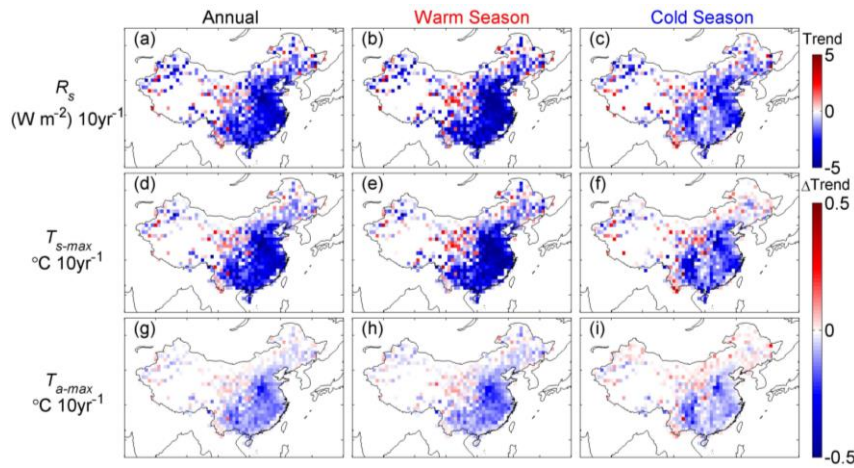 Annual Warm Season Cold Season
Trend
(a) (b) (c)
5
R_s
(W m⁻²) 10yr⁻¹
0
-5
(d) (e) (f)
ΔTrend
0.5
T_s-max
°C 10yr⁻¹
(g) (h) (i)
0
T_a-max
°C 10yr⁻¹
-0.5